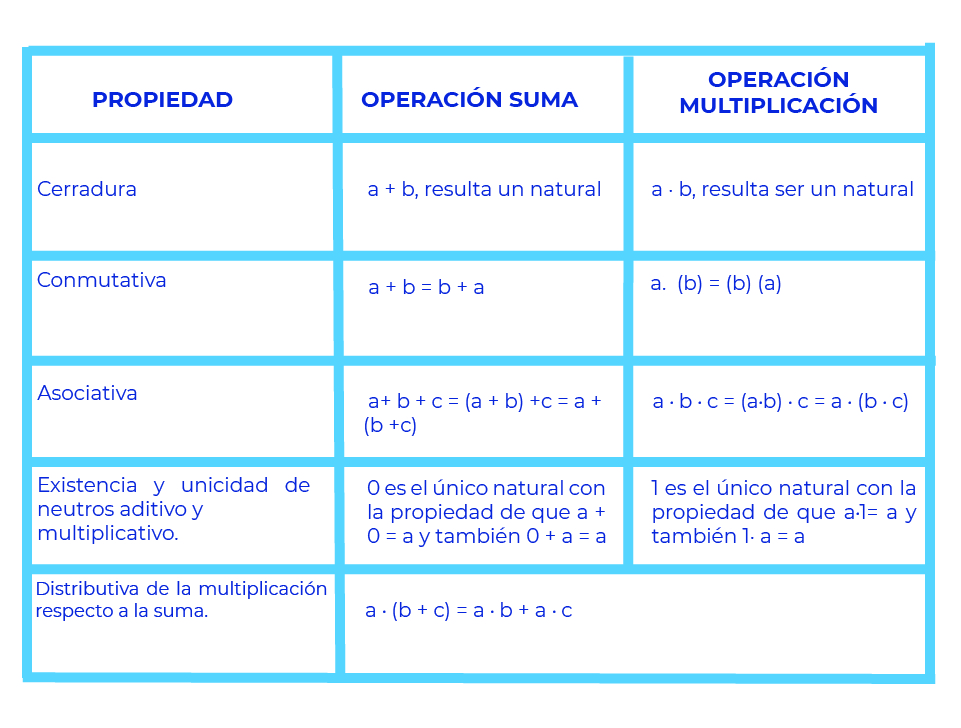 PROPIEDAD
OPERACIÓN SUMA
OPERACIÓN
MULTIPLICACIÓN
Cerradura
a + b, resulta un natural
a · b, resulta ser un natural
Conmutativa
a + b = b + a
a. (b) = (b) (a)
Asociativa
a+ b + c = (a + b) +c = a +
(b +c)
a · b · c = (a·b) · c = a · (b · c)
Existencia y unicidad de
neutros aditivo y
multiplicativo.
0 es el único natural con
la propiedad de que a +
0 = a y también 0 + a = a
1 es el único natural con la
propiedad de que a·1= a y
también 1· a = a
Distributiva de la multiplicación
respecto a la suma.
a · (b + c) = a · b + a · c